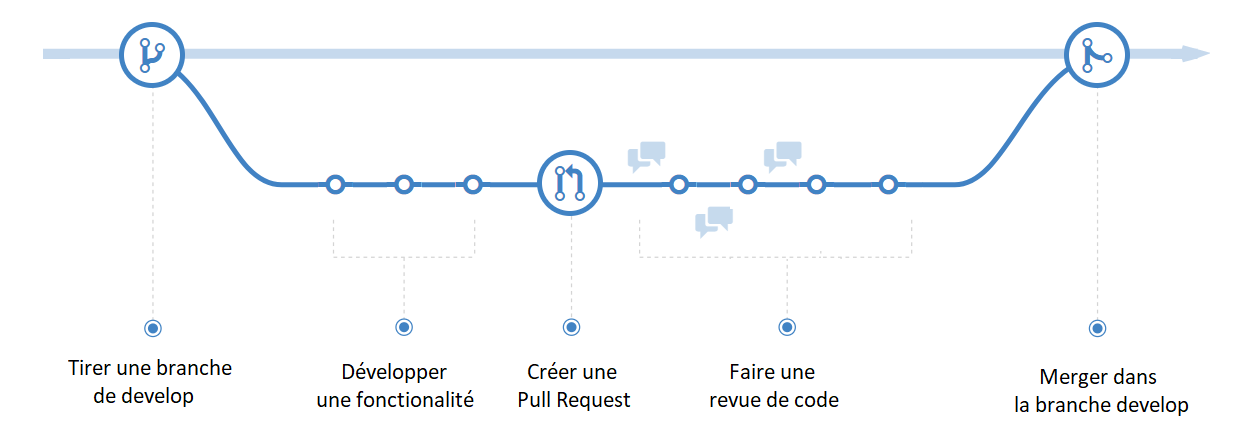 Tirer une branche
de develop
Développer
une fonctionalité
Créer une
Pull Request
Faire une
revue de code
Merger dans
la branche develop